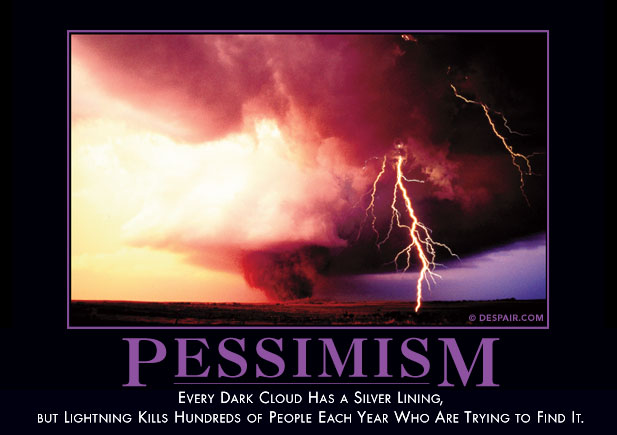 © DESPAIR.COM
PESSIMISM
EVERY DARK CLOUD HAS A SILVER LINING,
BUT LIGHTNING KILLS HUNDREDS OF PEOPLE EACH YEAR WHO ARE TRYING TO FIND IT.